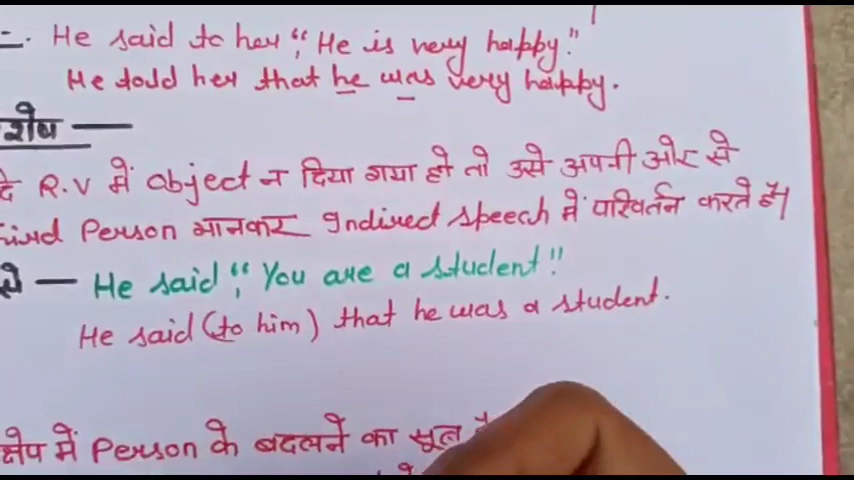 He said to her, "He is very happy."
He told her that he was very happy.
शेष —
R.V में object न दिया गया हो तो उसे अपनी ओर से
Person मानकर Indirect speech में परिवर्तन करते हैं।
— He said, "You are a student."
He said (to him) that he was a student.
में Person के बदलने का सूत्र